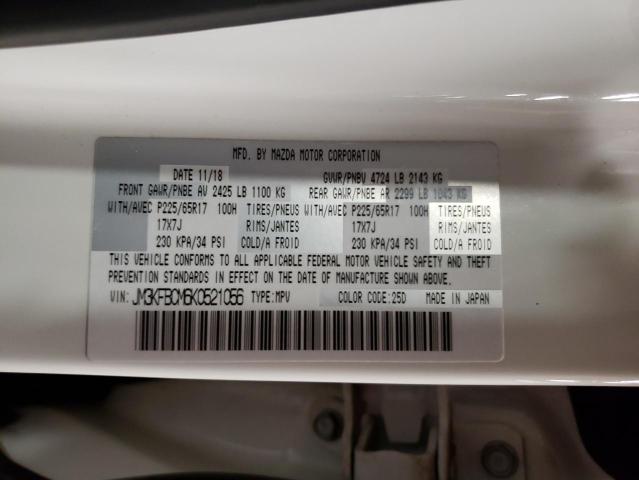 MFD. BY MAZDA MOTOR CORPORATION
DATE 11/18 GVWR/PNBV 4724 LB 2143 KG
FRONT GAWR/PNBE AV 2425 LB 1100 KG REAR GAWR/PNBE AR 2299 LB 1043 KG
WITH/AVEC P225/65R17 100H TIRES/PNEUS WITH/AVEC P225/65R17 100H TIRES/PNEUS
17X7J RIMS/JANTES 17X7J RIMS/JANTES
230 KPA/34 PSI COLD/A FROID 230 KPA/34 PSI COLD/A FROID
THIS VEHICLE CONFORMS TO ALL APPLICABLE FEDERAL MOTOR VEHICLE SAFETY AND THEFT
PREVENTION STANDARDS IN EFFECT ON THE DATE OF MANUFACTURE SHOWN ABOVE.
VIN: JM3KFBCM6K0521056 TYPE:MPV COLOR CODE:25D MADE IN JAPAN